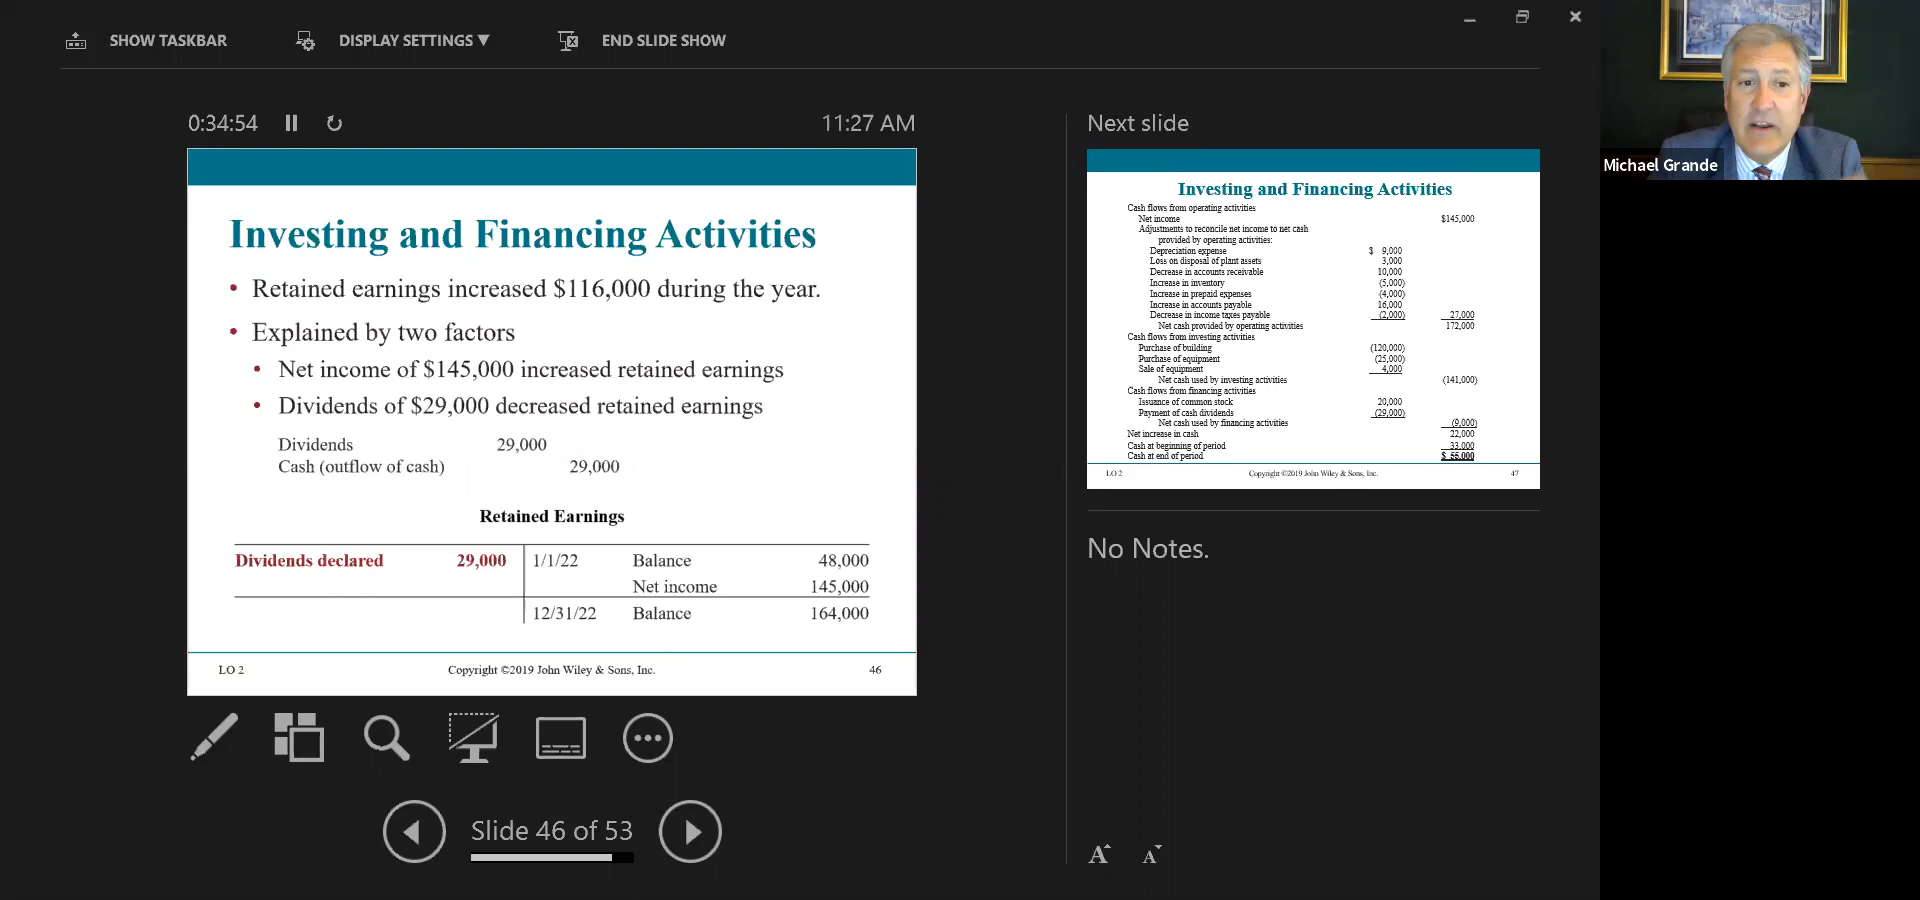 SHOW TASKBAR DISPLAY SETTINGS ▼ END SLIDE SHOW
0:34:54 11:27 AM
Investing and Financing Activities
• Retained earnings increased $116,000 during the year.
• Explained by two factors
• Net income of $145,000 increased retained earnings
• Dividends of $29,000 decreased retained earnings
Dividends 29,000
Cash (outflow of cash) 29,000
Retained Earnings
Dividends declared 29,000 1/1/22 Balance 48,000
Net income 145,000
12/31/22 Balance 164,000
LO 2 Copyright ©2019 John Wiley & Sons, Inc. 46
Slide 46 of 53
Next slide
Investing and Financing Activities
Cash flows from operating activities
Net income $145,000
Adjustments to reconcile net income to net cash
provided by operating activities:
Depreciation expense $ 9,000
Loss on disposal of plant assets 3,000
Decrease in accounts receivable 10,000
Increase in inventory (5,000)
Increase in prepaid expenses (4,000)
Increase in accounts payable 16,000
Decrease in income taxes payable (2,000) 27,000
Net cash provided by operating activities 172,000
Cash flows from investing activities
Purchase of building (120,000)
Purchase of equipment (25,000)
Sale of equipment 4,000
Net cash used by investing activities (141,000)
Cash flows from financing activities
Issuance of common stock 20,000
Payment of cash dividends (29,000)
Net cash used by financing activities (9,000)
Net increase in cash 22,000
Cash at beginning of period 33,000
Cash at end of period $ 55,000
LO 2 Copyright ©2019 John Wiley & Sons, Inc. 47
No Notes.
A A
Michael Grande